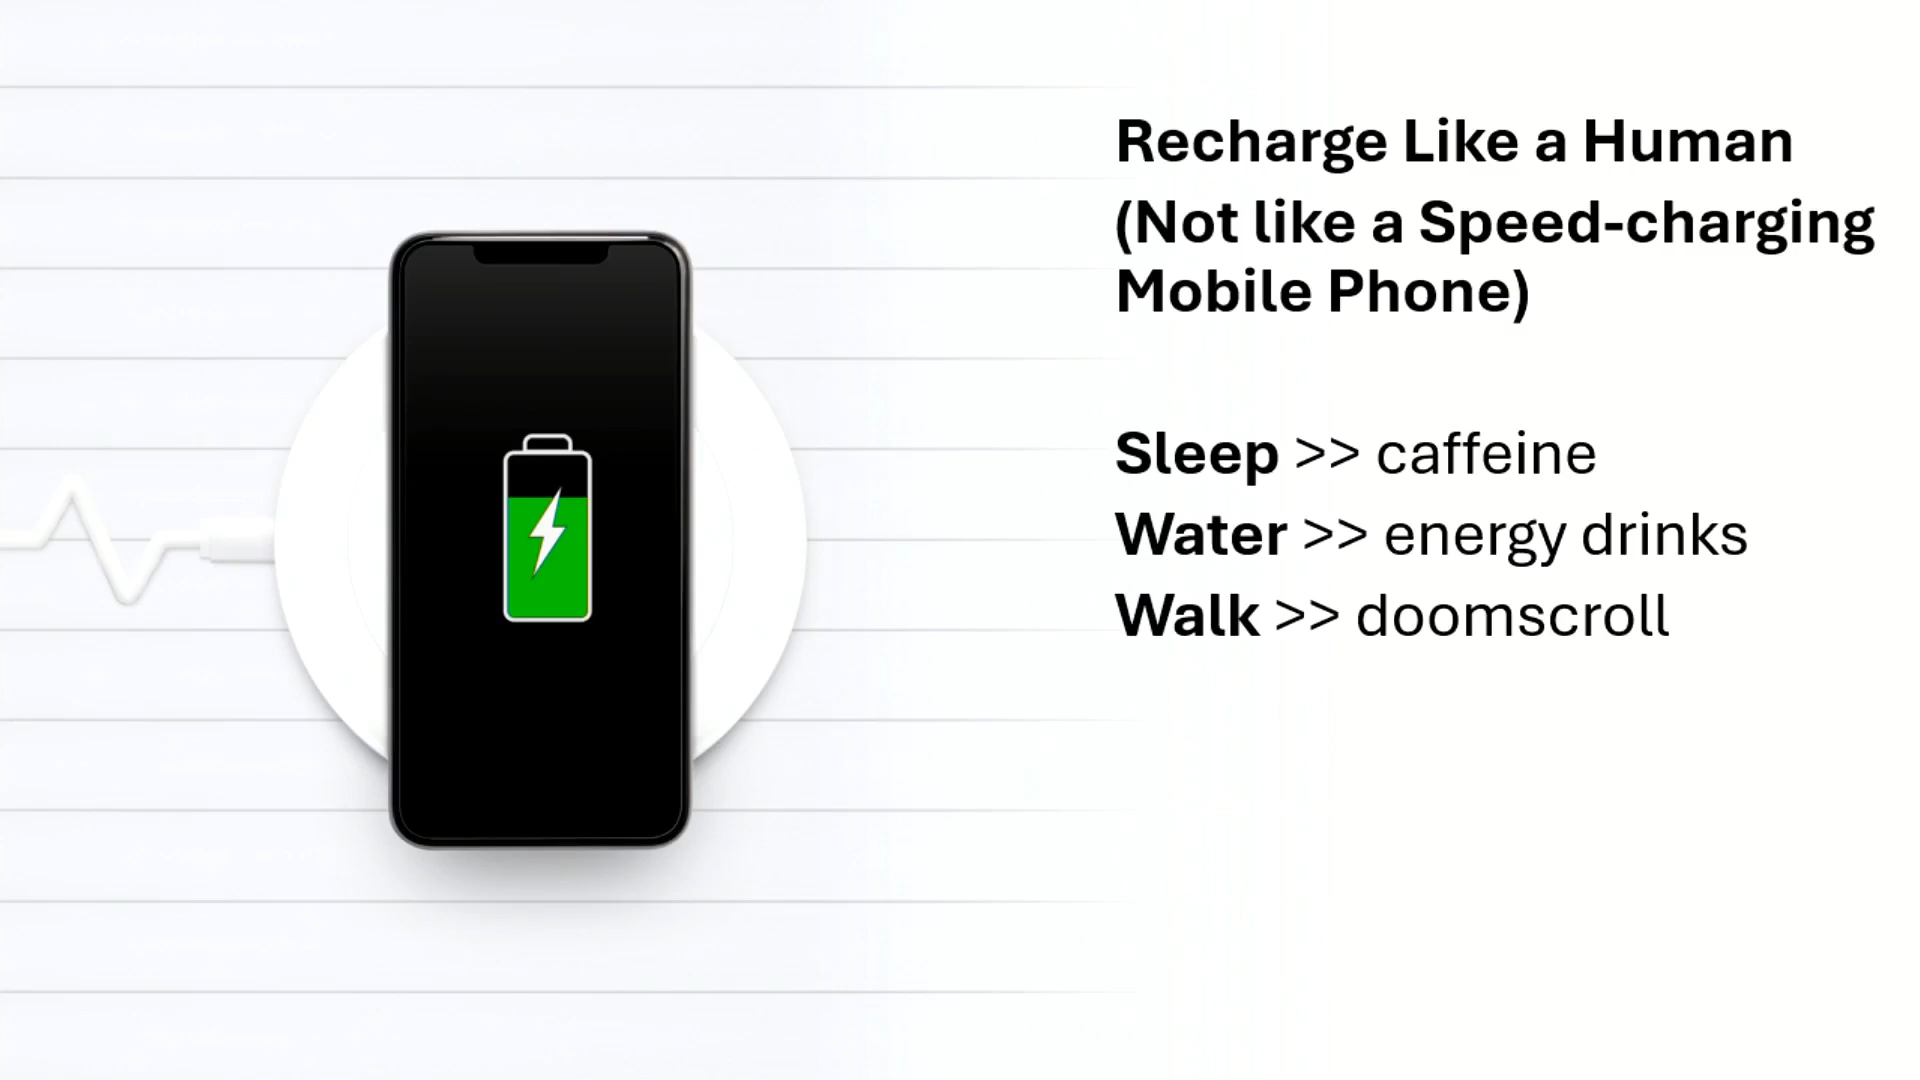 Recharge Like a Human
(Not like a Speed-charging
Mobile Phone)
Sleep >> caffeine
Water >> energy drinks
Walk >> doomscroll